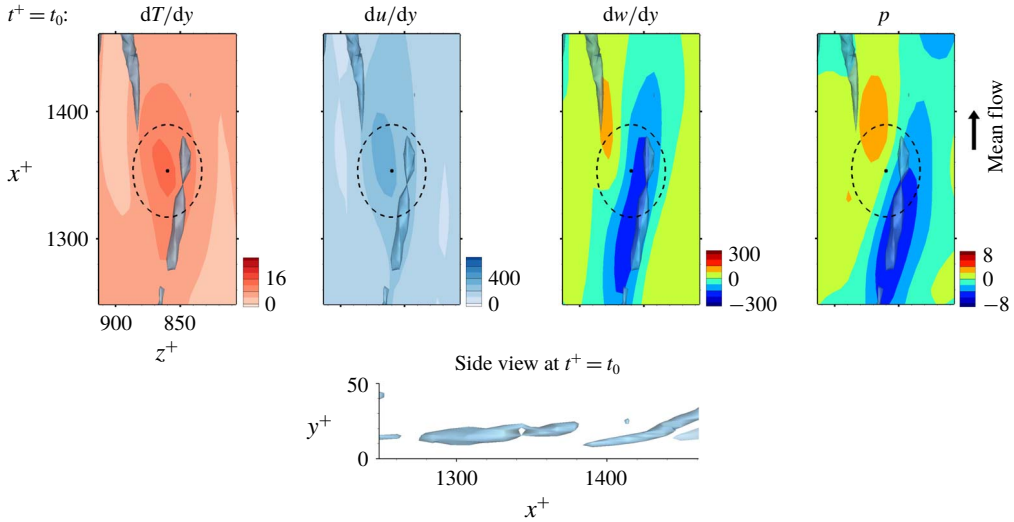 t⁺ = t₀: dT/dy du/dy dw/dy p
1400
x⁺
1300
Mean flow
16
0
400
0
300
0
−300
8
0
−8
900 850
z⁺
Side view at t⁺ = t₀
50
y⁺
0
1300 1400
x⁺